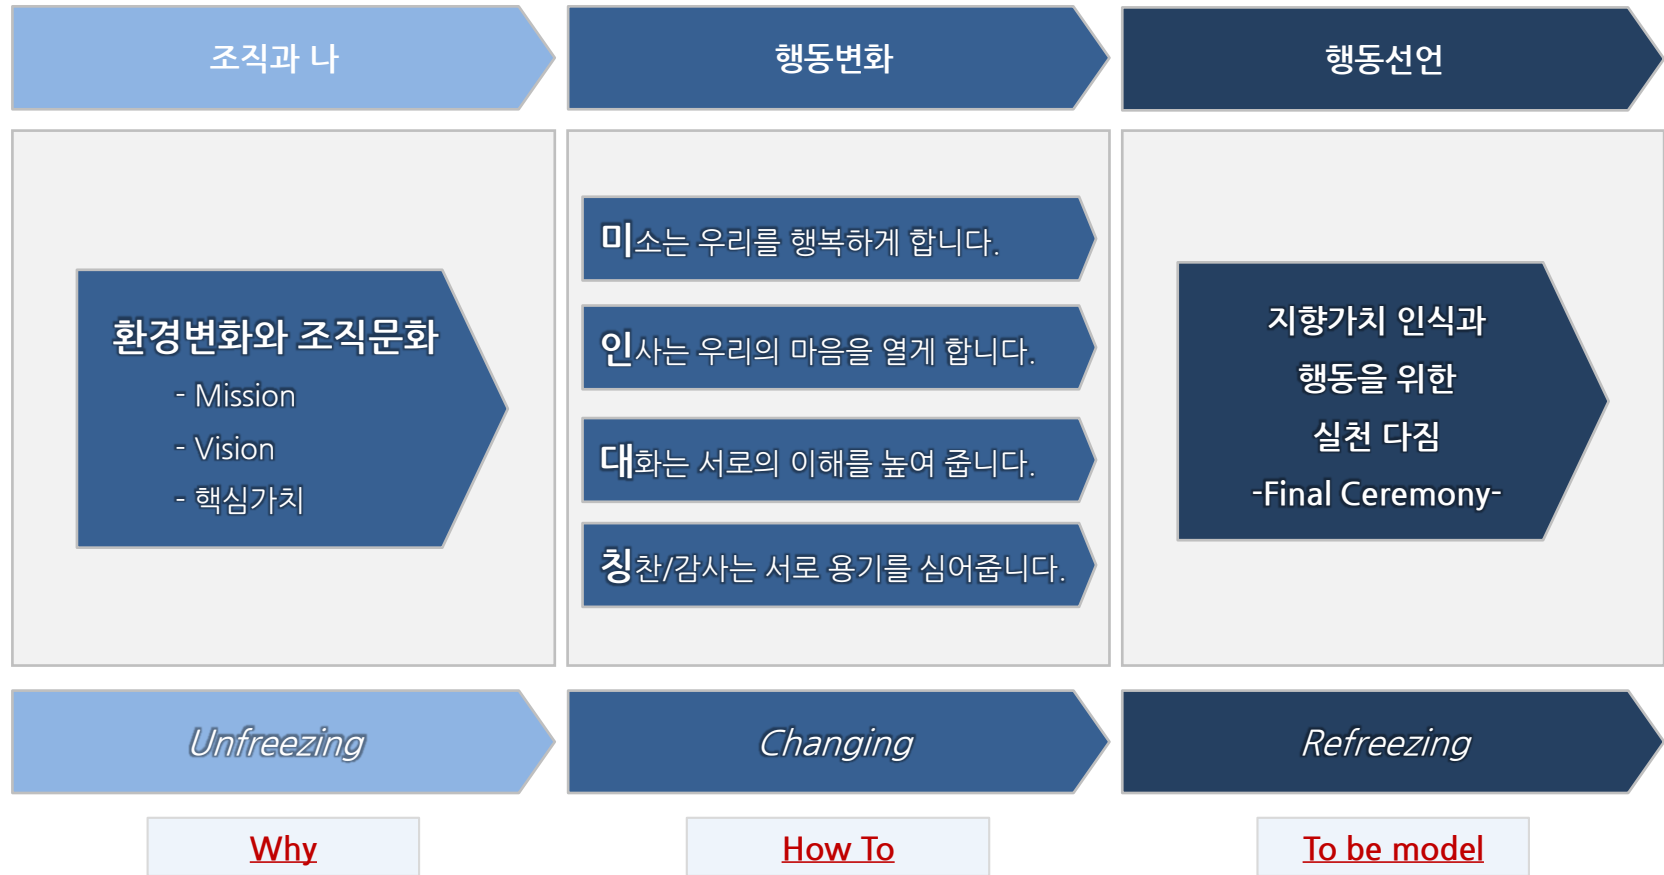 조직과 나
행동변화
행동선언
환경변화와 조직문화
- Mission
- Vision
- 핵심가치
미소는 우리를 행복하게 합니다.
인사는 우리의 마음을 열게 합니다.
대화는 서로의 이해를 높여 줍니다.
칭찬/감사는 서로 용기를 심어줍니다.
지향가치 인식과
행동을 위한
실천 다짐
-Final Ceremony-
Unfreezing
Changing
Refreezing
Why
How To
To be model